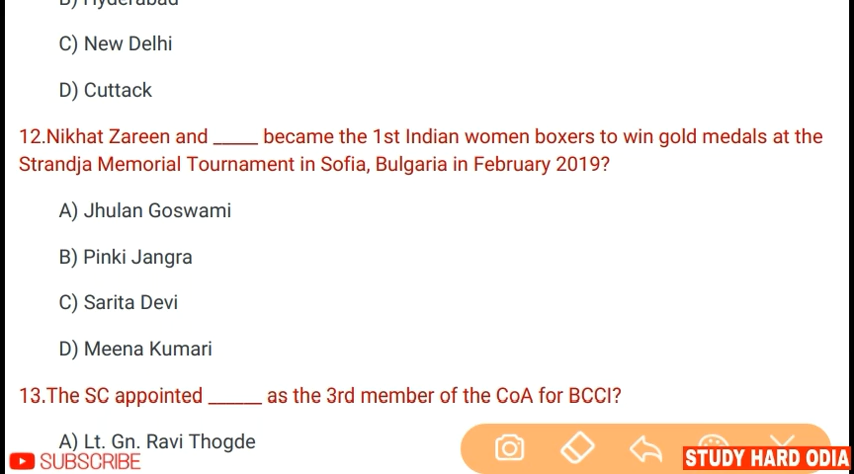 C) New Delhi
D) Cuttack
12.Nikhat Zareen and _____ became the 1st Indian women boxers to win gold medals at the
Strandja Memorial Tournament in Sofia, Bulgaria in February 2019?
A) Jhulan Goswami
B) Pinki Jangra
C) Sarita Devi
D) Meena Kumari
13.The SC appointed ______ as the 3rd member of the CoA for BCCI?
A) Lt. Gn. Ravi Thogde
SUBSCRIBE
STUDY HARD ODIA